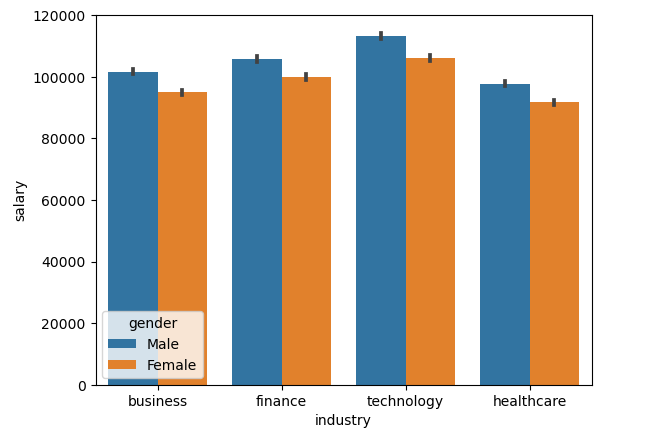 120000
100000
80000
60000
40000
20000
0
salary
gender
Male
Female
business finance technology healthcare
industry